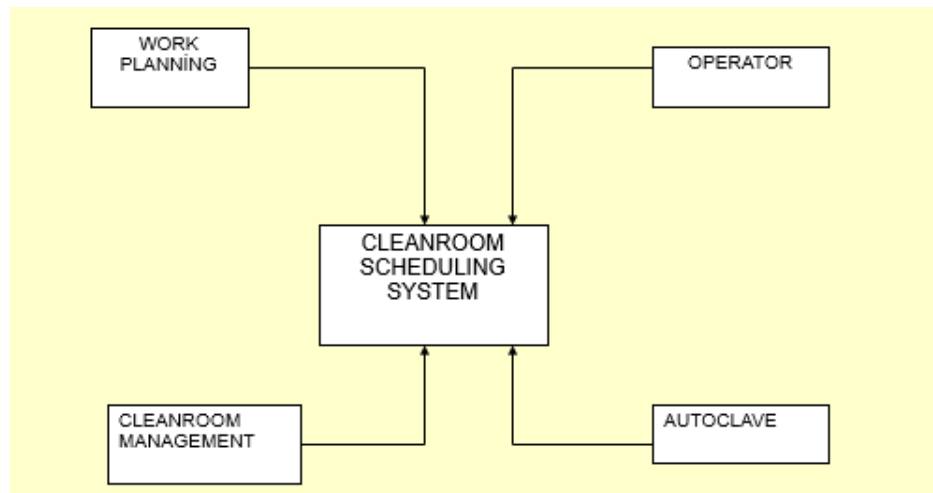 WORK
PLANNİNG
OPERATOR
CLEANROOM
SCHEDULING
SYSTEM
CLEANROOM
MANAGEMENT
AUTOCLAVE